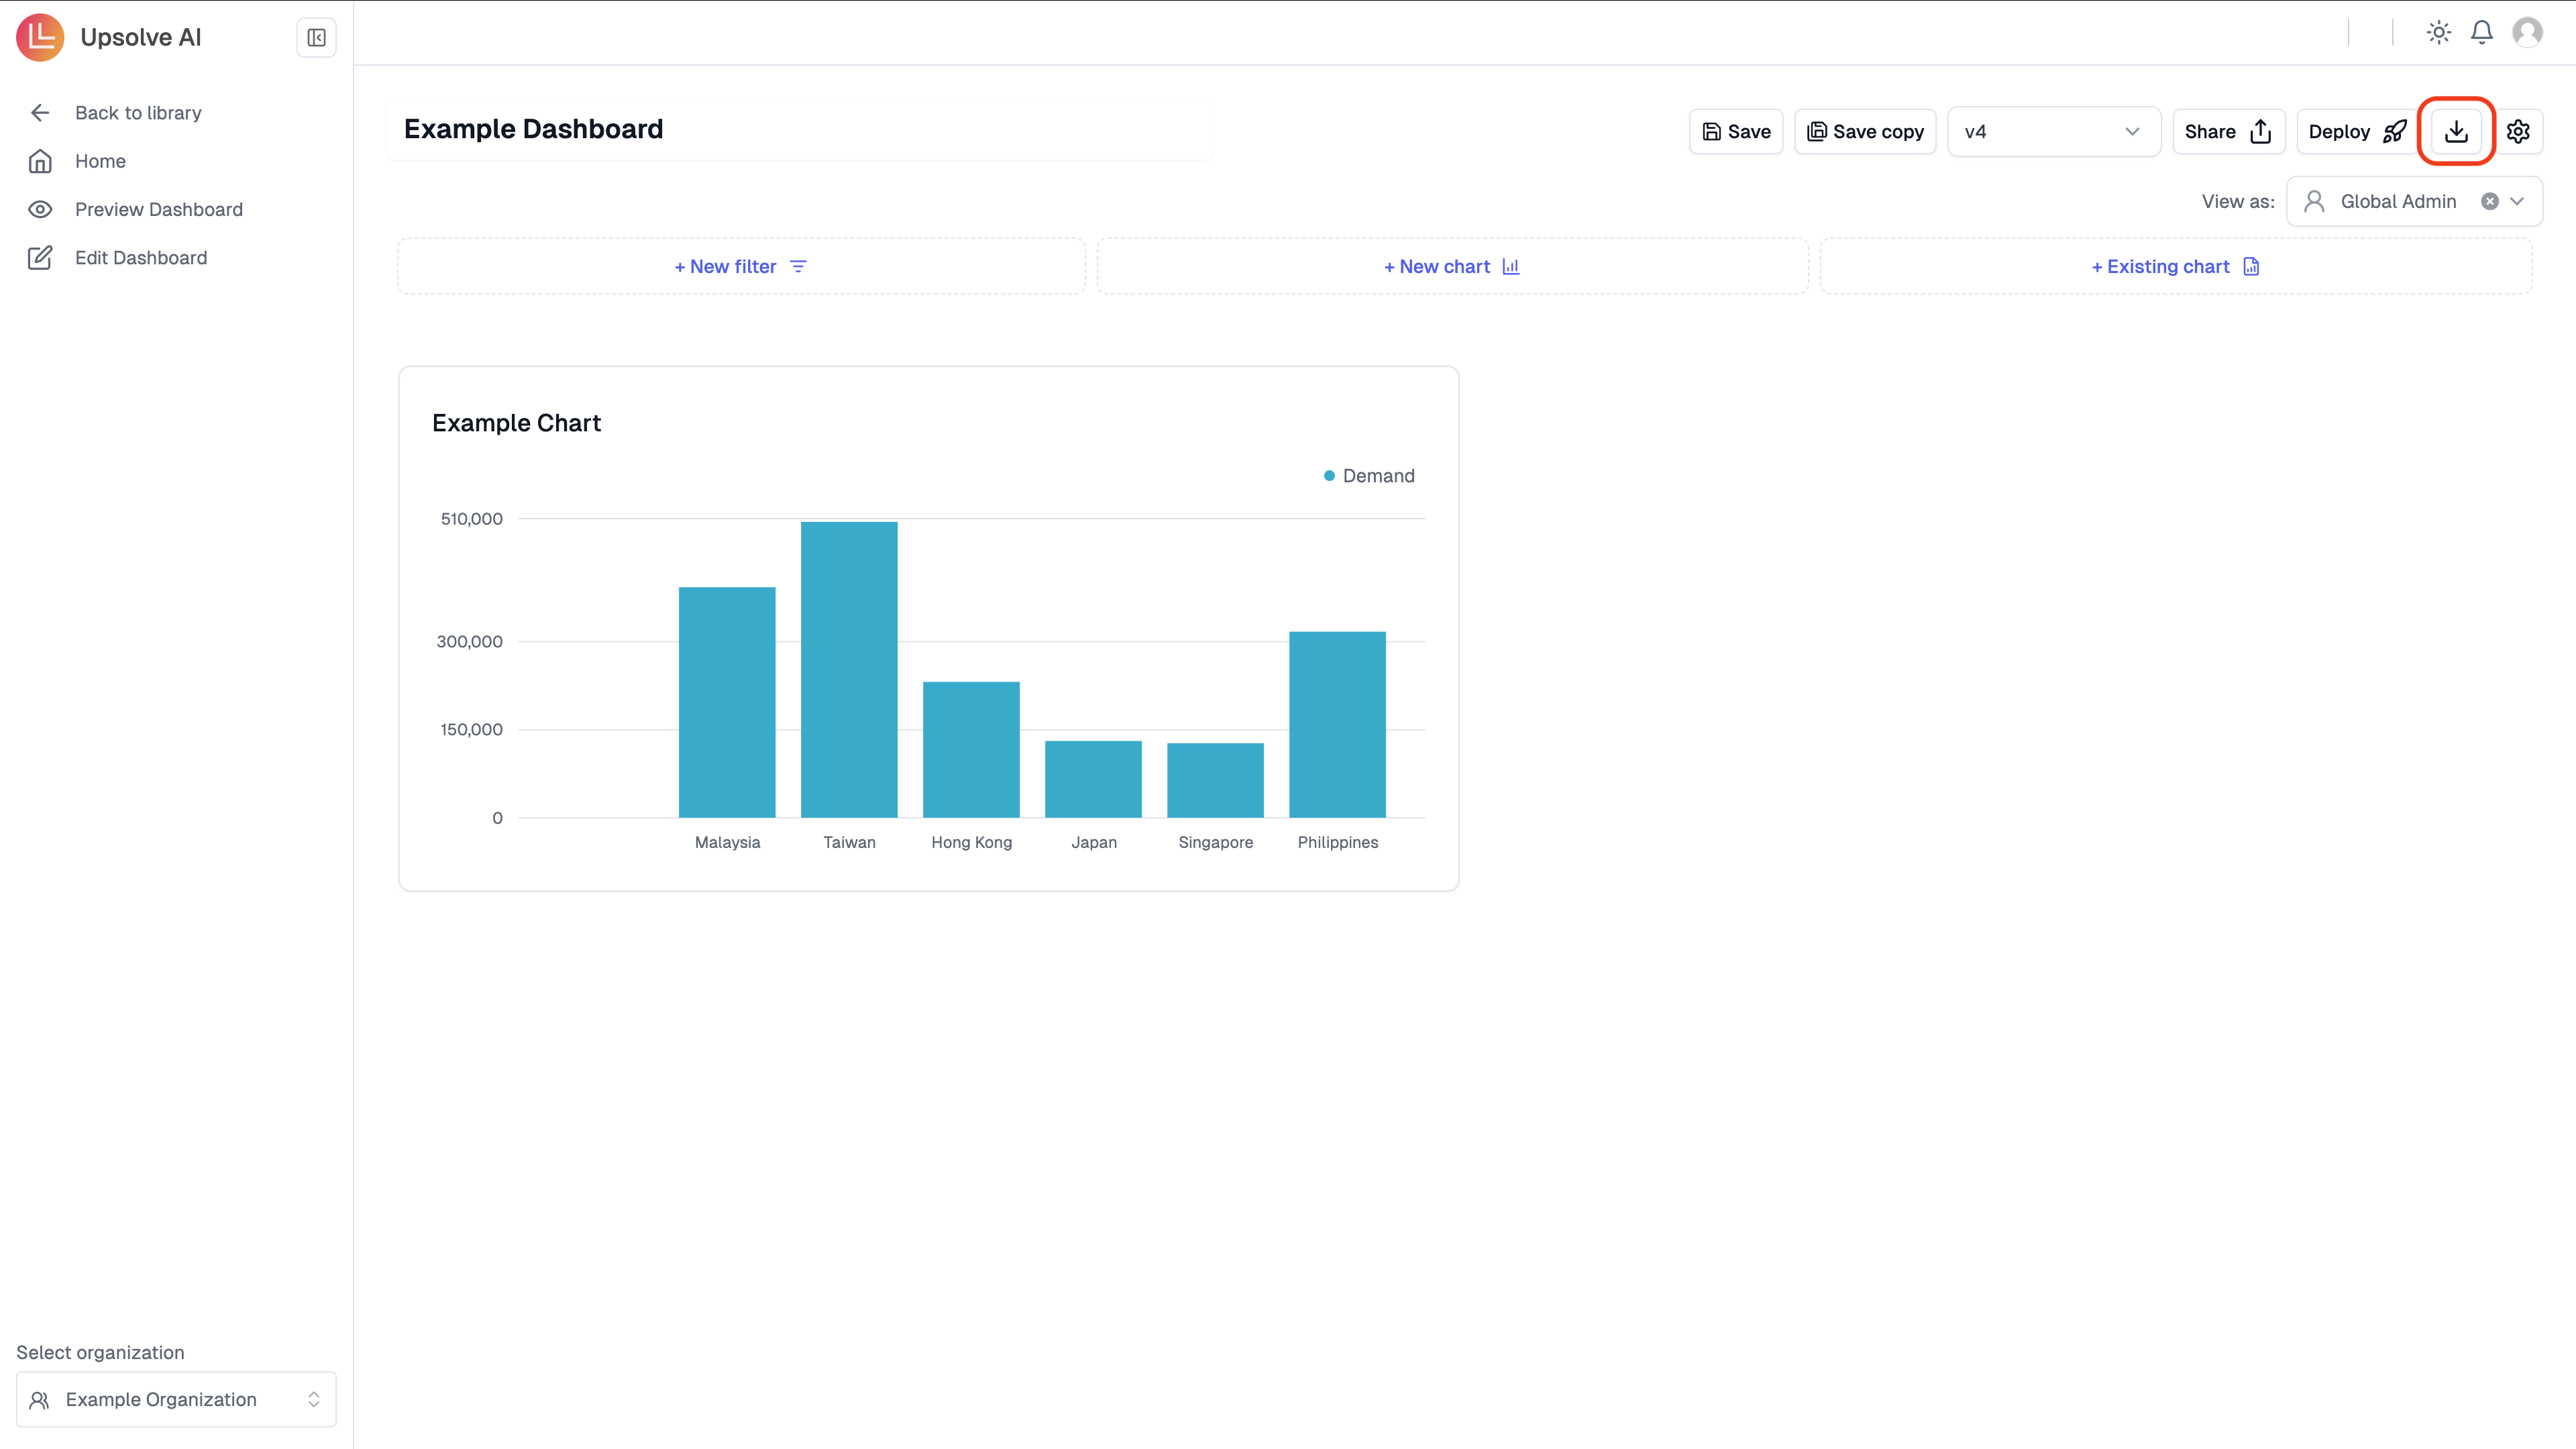 Upsolve AI
Back to library
Home
Preview Dashboard
Edit Dashboard
Example Dashboard
Save
Save copy
v4
Share
Deploy
View as:
Global Admin
+ New filter
+ New chart
+ Existing chart
Example Chart
Demand
510,000
300,000
150,000
0
Malaysia
Taiwan
Hong Kong
Japan
Singapore
Philippines
Select organization
Example Organization